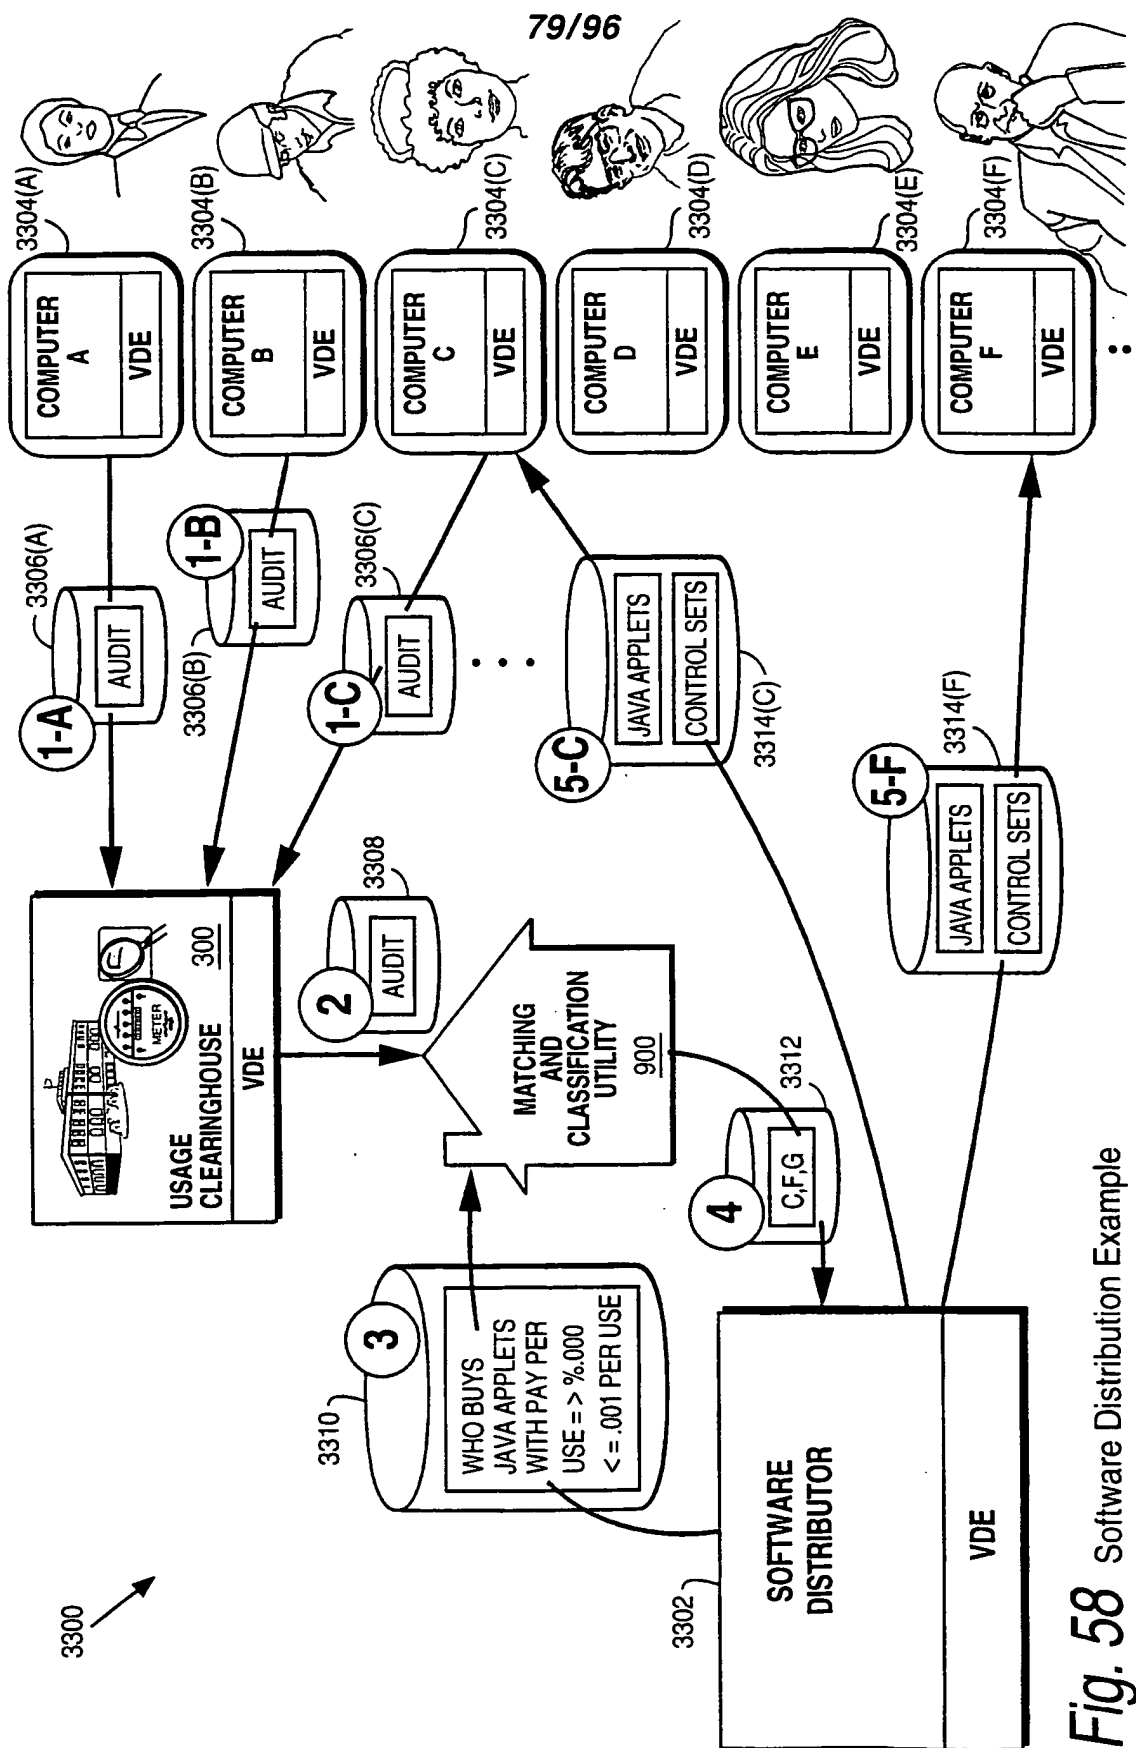 79/96
3300
USAGE
CLEARINGHOUSE
300
METER
VDE
1-A
3306(A)
AUDIT
COMPUTER
A
VDE
3304(A)
1-B
3306(B)
AUDIT
COMPUTER
B
VDE
3304(B)
1-C
3306(C)
AUDIT
COMPUTER
C
VDE
3304(C)
COMPUTER
D
VDE
3304(D)
COMPUTER
E
VDE
3304(E)
COMPUTER
F
VDE
3304(F)
2
3308
AUDIT
MATCHING
AND
CLASSIFICATION
UTILITY
900
3310
3
WHO BUYS
JAVA APPLETS
WITH PAY PER
USE = > %.000
< = .001 PER USE
4
3312
C,F,G
5-C
JAVA APPLETS
CONTROL SETS
3314(C)
5-F
JAVA APPLETS
CONTROL SETS
3314(F)
3302
SOFTWARE
DISTRIBUTOR
VDE
Fig. 58 Software Distribution Example